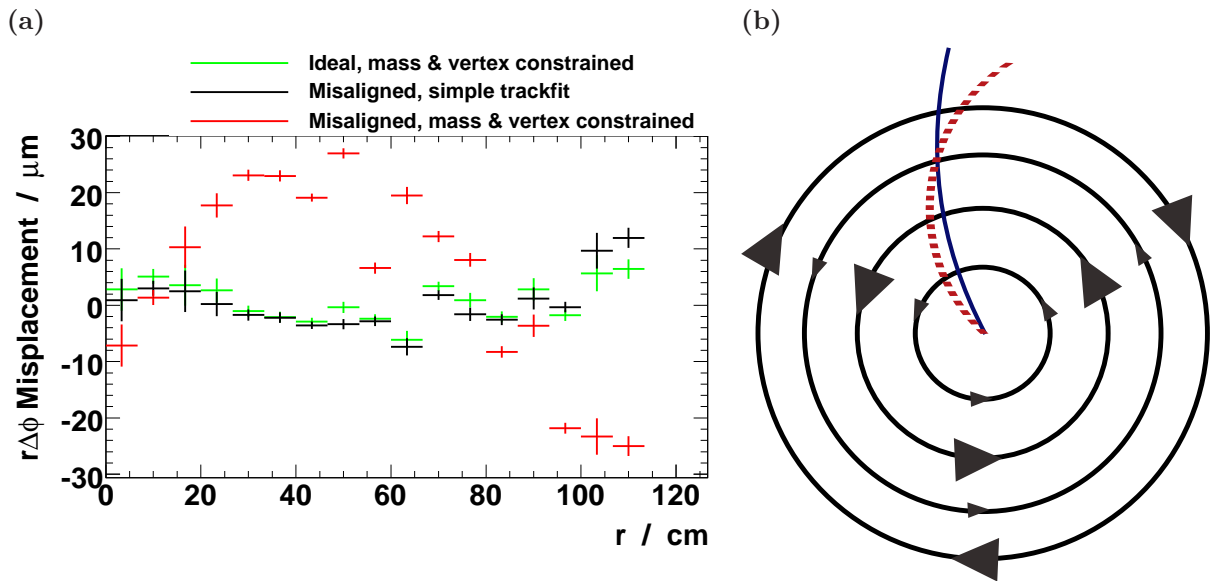 (a)
Ideal, mass & vertex constrained
Misaligned, simple trackfit
Misaligned, mass & vertex constrained
rΔϕ Misplacement / μm
30
20
10
0
-10
-20
-30
0 20 40 60 80 100 120
r / cm
(b)